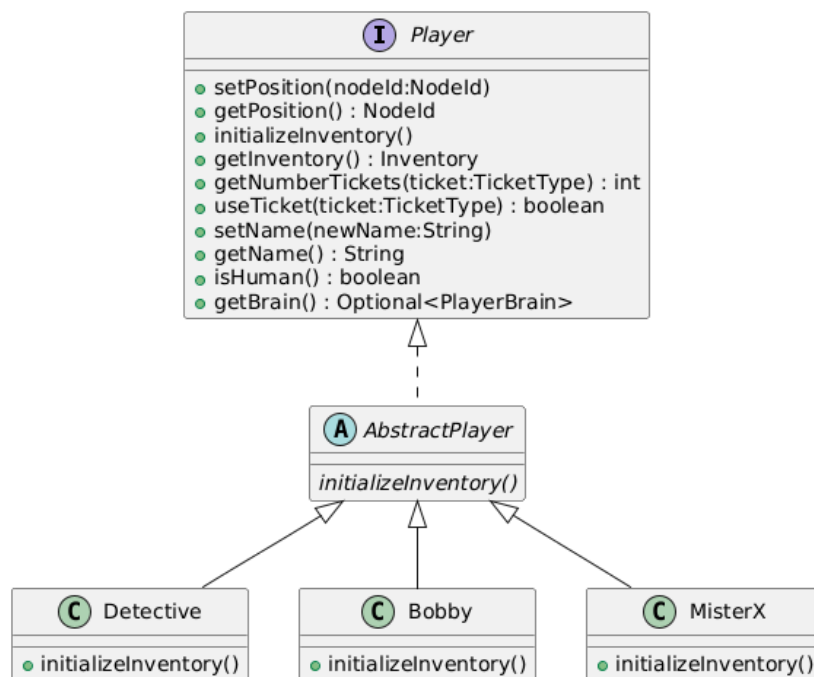 I Player
setPosition(nodeId:NodeId)
getPosition() : NodeId
initializeInventory()
getInventory() : Inventory
getNumberTickets(ticket:TicketType) : int
useTicket(ticket:TicketType) : boolean
setName(newName:String)
getName() : String
isHuman() : boolean
getBrain() : Optional<PlayerBrain>
A AbstractPlayer
initializeInventory()
C Detective
initializeInventory()
C Bobby
initializeInventory()
C MisterX
initializeInventory()